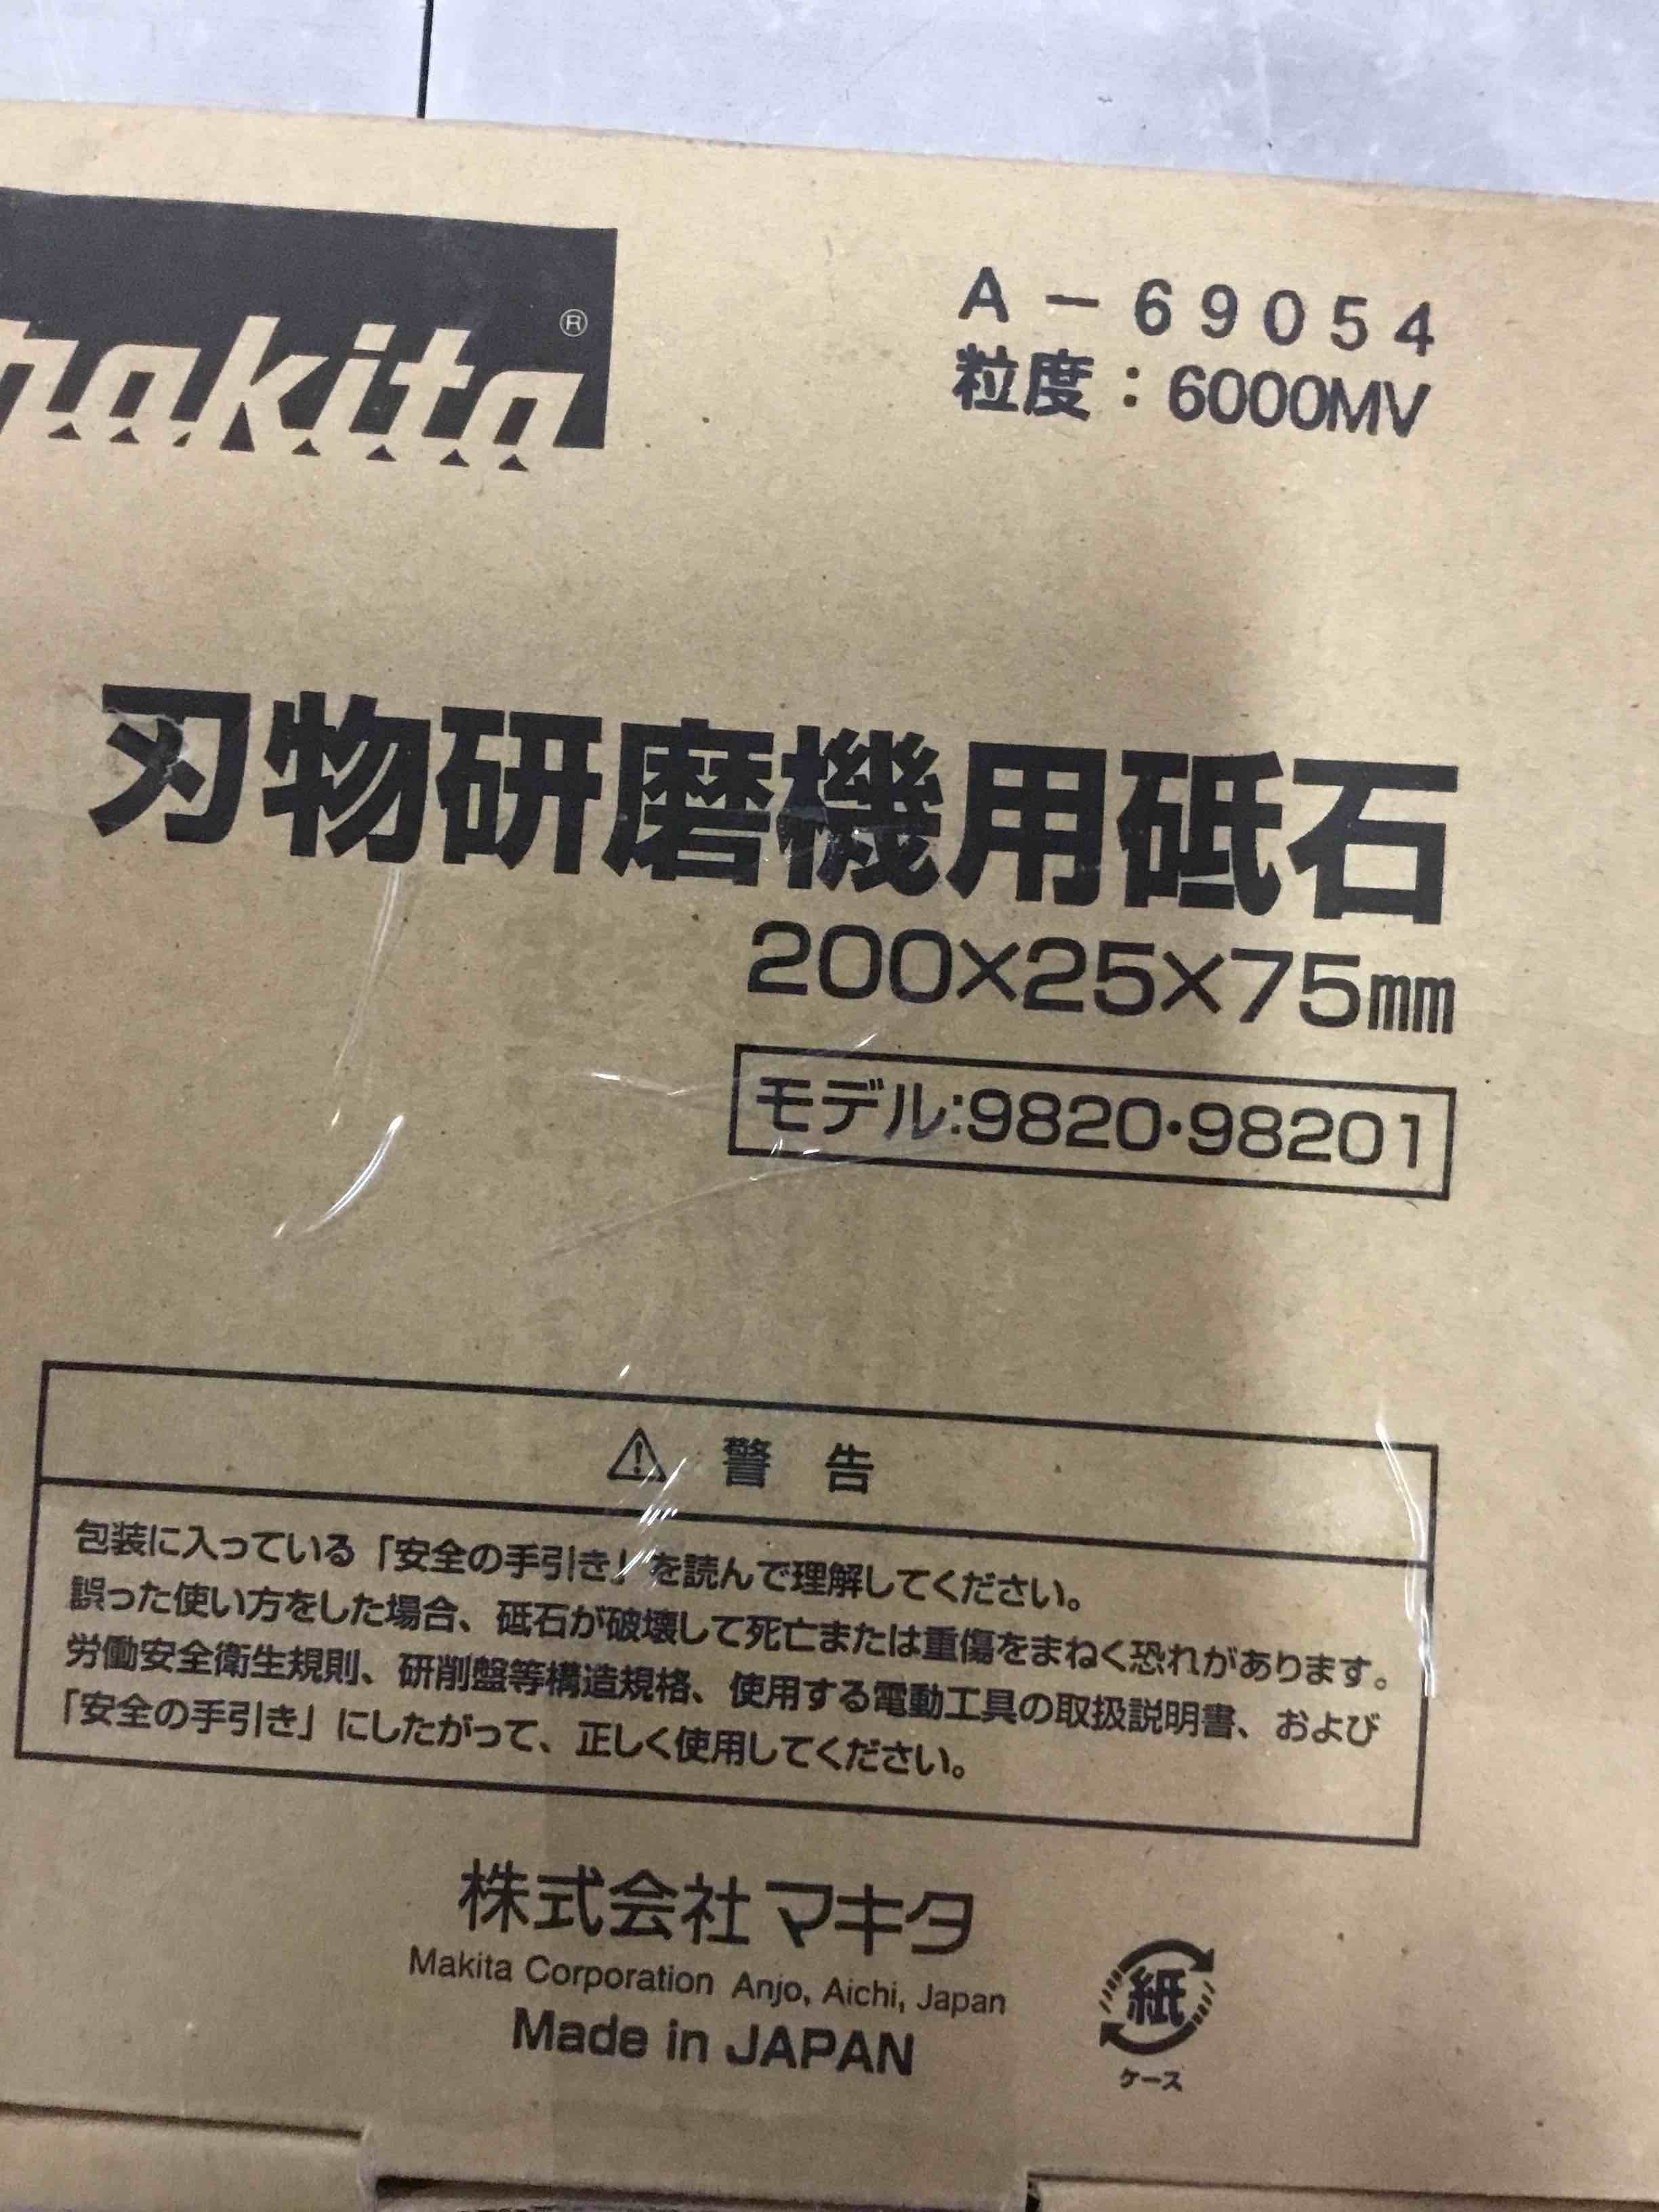 makita®
A－69054
粒度：6000MV
刃物研磨機用砥石
200×25×75mm
モデル:9820・98201
⚠ 警告
包装に入っている「安全の手引き」を読んで理解してください。
誤った使い方をした場合、砥石が破壊して死亡または重傷をまねく恐れがあります。
労働安全衛生規則、研削盤等構造規格、使用する電動工具の取扱説明書、および
「安全の手引き」にしたがって、正しく使用してください。
株式会社マキタ
Makita Corporation Anjo, Aichi, Japan
Made in JAPAN
紙
ケース